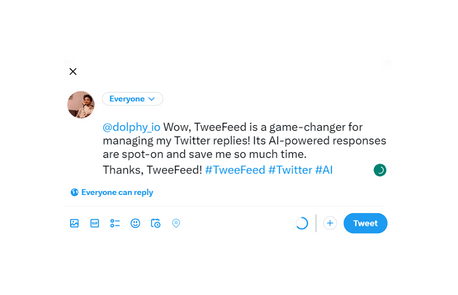 Everyone
@dolphy_io Wow, TweeFeed is a game-changer for
managing my Twitter replies! Its AI-powered responses
are spot-on and save me so much time.
Thanks, TweeFeed! #TweeFeed #Twitter #AI
Everyone can reply
GIF
Tweet